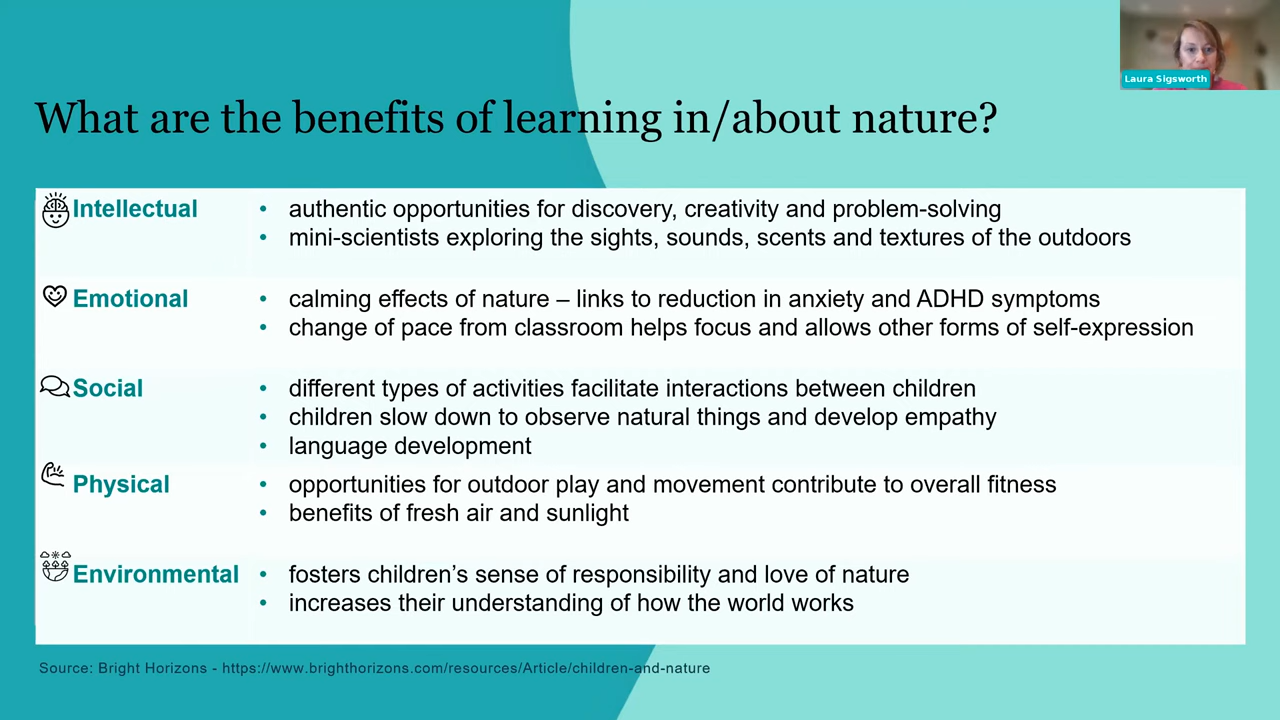 Laura Sigsworth
What are the benefits of learning in/about nature?
Intellectual
• authentic opportunities for discovery, creativity and problem-solving
• mini-scientists exploring the sights, sounds, scents and textures of the outdoors
Emotional
• calming effects of nature – links to reduction in anxiety and ADHD symptoms
• change of pace from classroom helps focus and allows other forms of self-expression
Social
• different types of activities facilitate interactions between children
• children slow down to observe natural things and develop empathy
• language development
Physical
• opportunities for outdoor play and movement contribute to overall fitness
• benefits of fresh air and sunlight
Environmental
• fosters children’s sense of responsibility and love of nature
• increases their understanding of how the world works
Source: Bright Horizons - https://www.brighthorizons.com/resources/Article/children-and-nature